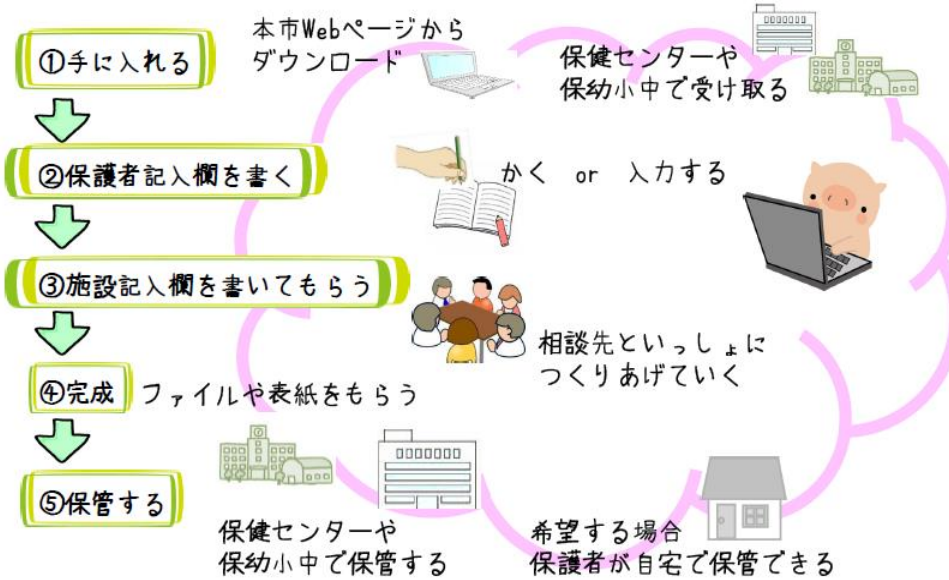 ①手に入れる
本市Webページから
ダウンロード
保健センターや
保幼小中で受け取る
②保護者記入欄を書く
かく or 入力する
③施設記入欄を書いてもらう
相談先といっしょに
つくりあげていく
④完成
ファイルや表紙をもらう
⑤保管する
保健センターや
保幼小中で保管する
希望する場合
保護者が自宅で保管できる